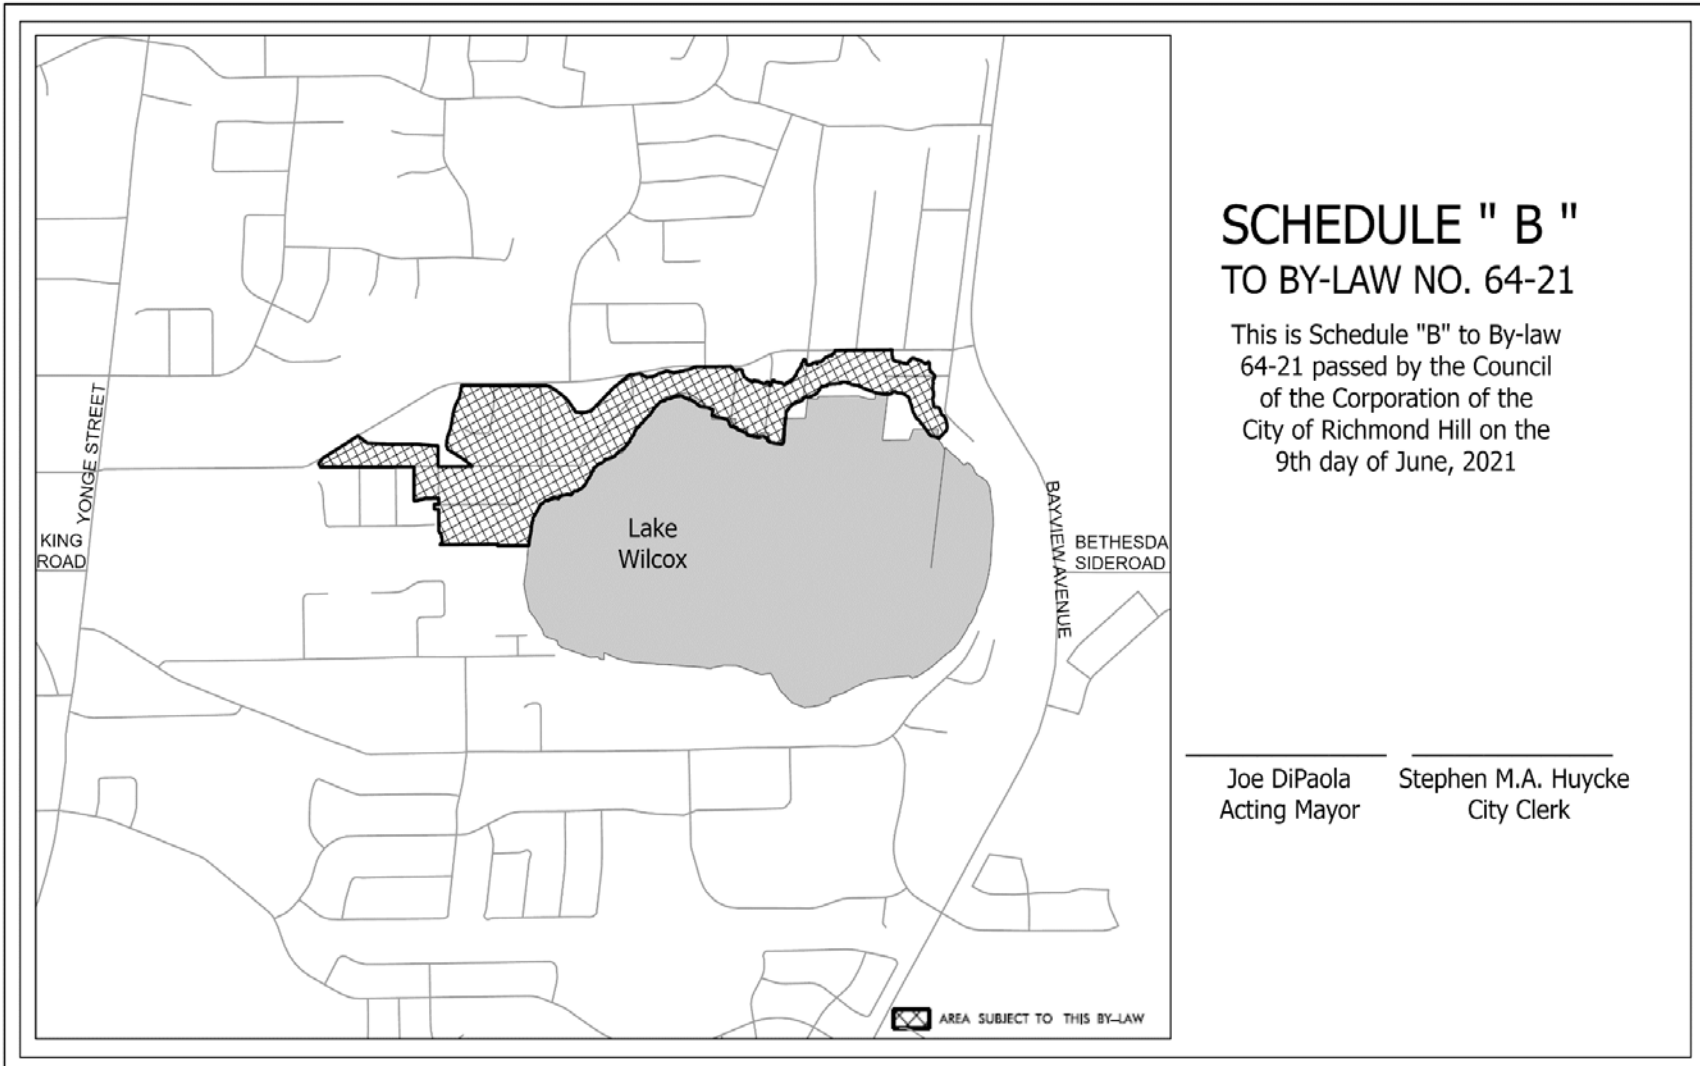 SCHEDULE " B "
TO BY-LAW NO. 64-21
This is Schedule "B" to By-law
64-21 passed by the Council
of the Corporation of the
City of Richmond Hill on the
9th day of June, 2021
YONGE STREET
KING
ROAD
Lake
Wilcox
BAYVIEW AVENUE
BETHESDA
SIDEROAD
Joe DiPaola
Acting Mayor
Stephen M.A. Huycke
City Clerk
AREA SUBJECT TO THIS BY-LAW